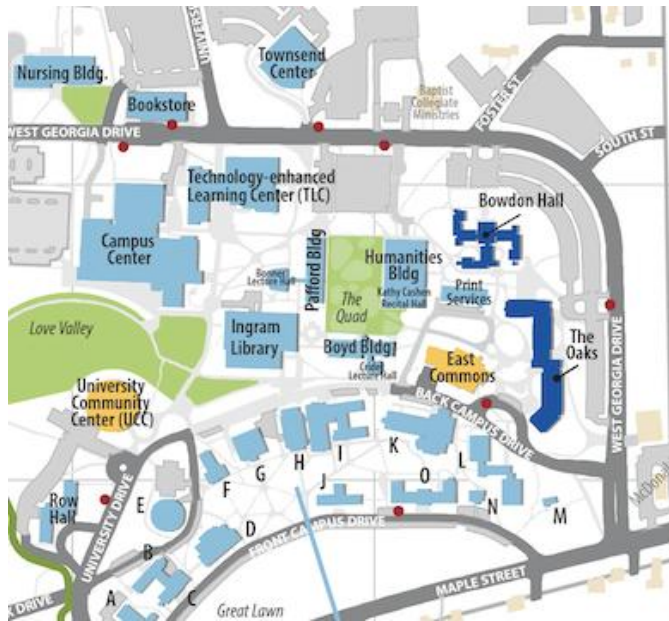 Nursing Bldg.
UNIVERS
Townsend
Center
Bookstore
Baptist
Collegiate
Ministries
FOSTER ST
WEST GEORGIA DRIVE
SOUTH ST
Technology-enhanced
Learning Center (TLC)
Bowdon Hall
Campus
Center
Pafford Bldg
Humanities
Bldg
Bonner
Lecture Hall
Kathy Cashen
Recital Hall
Print
Services
The
Quad
Love Valley
Ingram
Library
Boyd Bldg
Crider
Lecture Hall
East
Commons
The
Oaks
WEST GEORGIA DRIVE
University
Community
Center (UCC)
BACK CAMPUS DRIVE
H
I
K
G
L
F
Row
Hall
E
J
O
N
M
McDona
UNIVERSITY DRIVE
D
FRONT CAMPUS DRIVE
B
MAPLE STREET
A
C
Great Lawn
K DRIVE